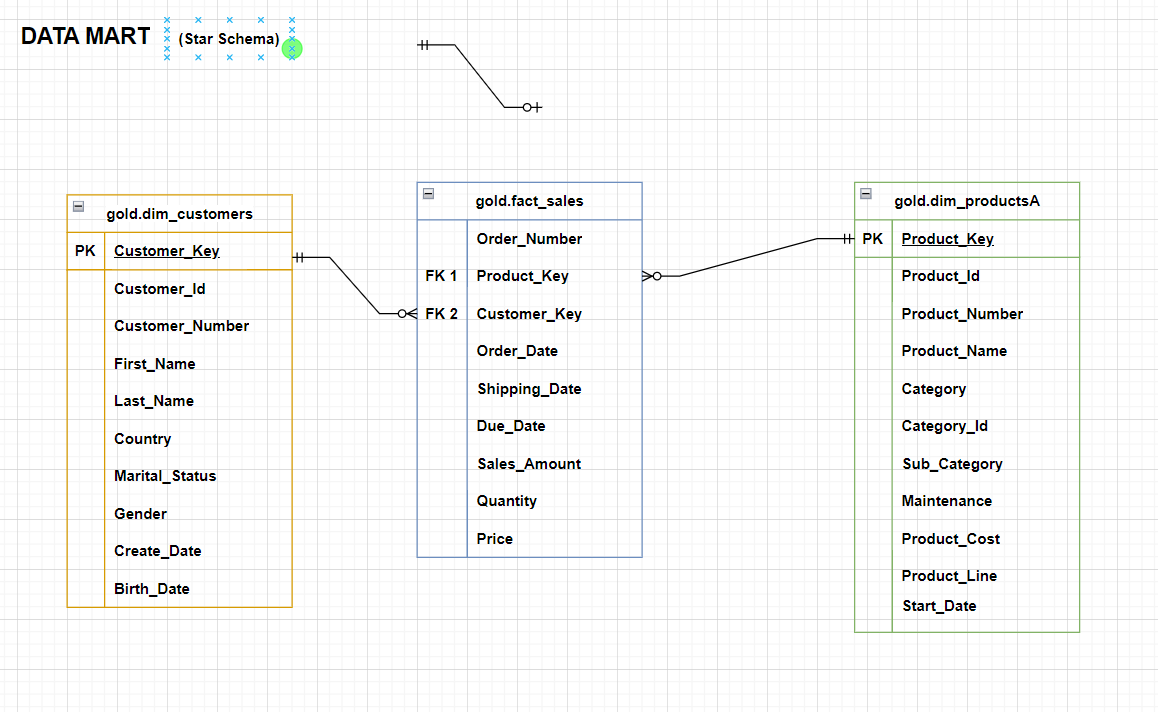 DATA MART (Star Schema)
gold.dim_customers
PK Customer_Key
Customer_Id
Customer_Number
First_Name
Last_Name
Country
Marital_Status
Gender
Create_Date
Birth_Date
gold.fact_sales
Order_Number
FK 1 Product_Key
FK 2 Customer_Key
Order_Date
Shipping_Date
Due_Date
Sales_Amount
Quantity
Price
gold.dim_productsA
PK Product_Key
Product_Id
Product_Number
Product_Name
Category
Category_Id
Sub_Category
Maintenance
Product_Cost
Product_Line
Start_Date